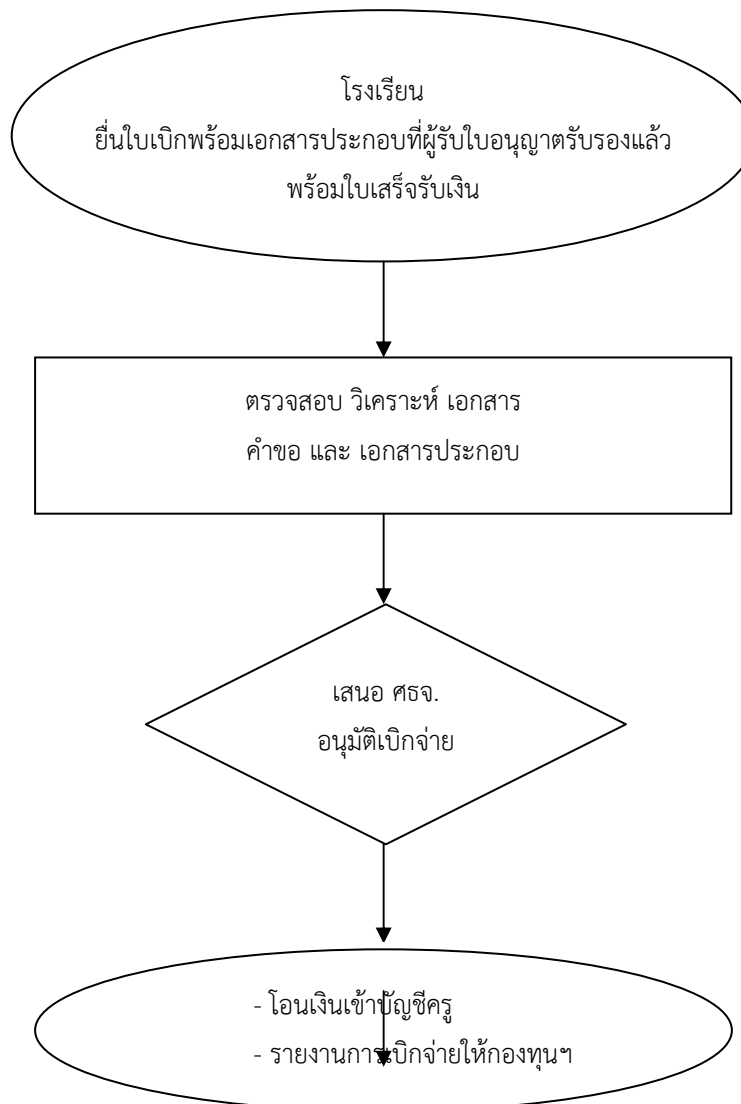 โรงเรียน
ยื่นใบเบิกพร้อมเอกสารประกอบที่ผู้รับใบอนุญาตรับรองแล้ว
พร้อมใบเสร็จรับเงิน
ตรวจสอบ วิเคราะห์ เอกสาร
คำขอ และ เอกสารประกอบ
เสนอ ศธจ.
อนุมัติเบิกจ่าย
- โอนเงินเข้าบัญชีครู
- รายงานการเบิกจ่ายให้กองทุนฯ